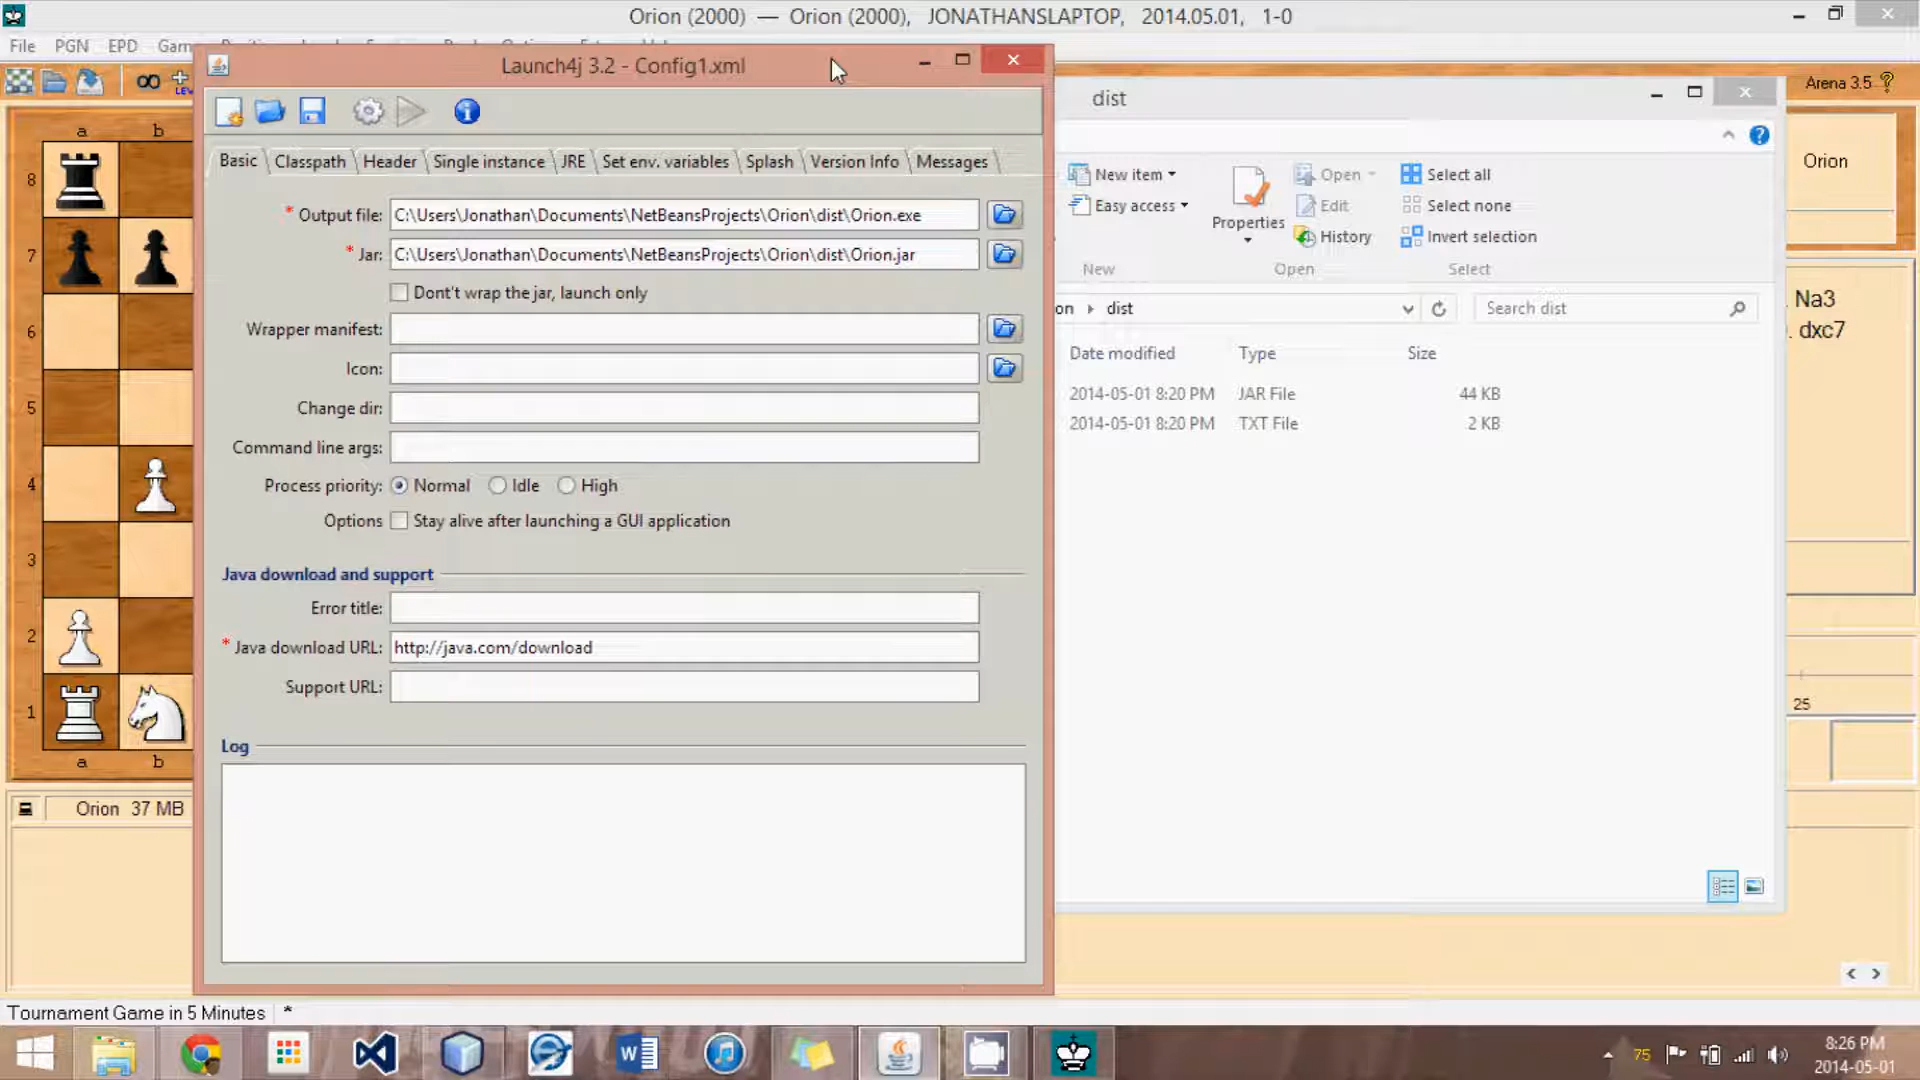 Orion (2000) — Orion (2000), JONATHANSLAPTOP, 2014.05.01, 1-0
File PGN EPD Gam
Launch4j 3.2 - Config1.xml
Arena 3.5
dist
a b
Orion
Basic Classpath Header Single instance JRE Set env. variables Splash Version Info Messages
New item
Easy access
Properties
Open
Edit
History
Select all
Select none
Invert selection
New Open Select
8
7
6
5
4
3
2
1
a b
* Output file: C:\Users\Jonathan\Documents\NetBeansProjects\Orion\dist\Orion.exe
* Jar: C:\Users\Jonathan\Documents\NetBeansProjects\Orion\dist\Orion.jar
Dont't wrap the jar, launch only
Wrapper manifest:
Icon:
Change dir:
Command line args:
Process priority: Normal Idle High
Options Stay alive after launching a GUI application
Java download and support
Error title:
* Java download URL: http://java.com/download
Support URL:
Log
on dist
Search dist
Date modified Type Size
2014-05-01 8:20 PM JAR File 44 KB
2014-05-01 8:20 PM TXT File 2 KB
Na3
. dxc7
25
Orion 37 MB
Tournament Game in 5 Minutes *
75
8:26 PM
2014-05-01